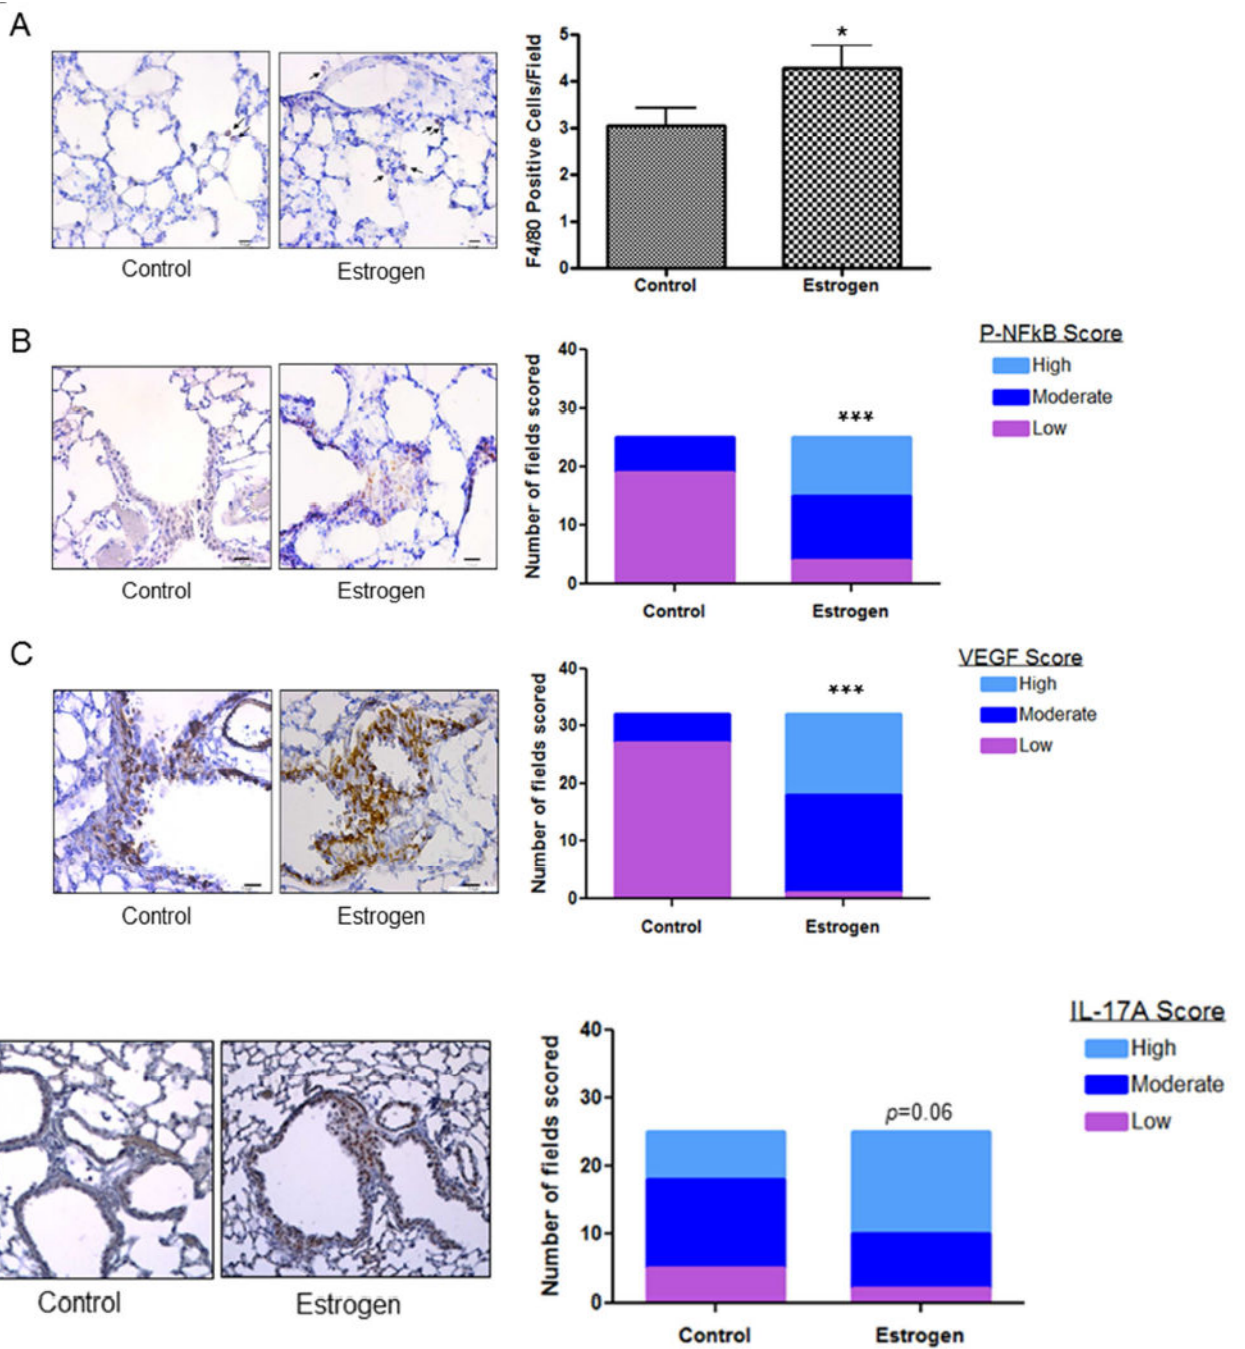 A
F4/80 Positive Cells/Field
5
4
3
2
1
0
*
Control
Estrogen
Control
Estrogen
B
P-NFkB Score
High
Moderate
Low
Number of fields scored
40
30
20
10
0
***
Control
Estrogen
Control
Estrogen
C
VEGF Score
High
Moderate
Low
Number of fields scored
40
30
20
10
0
***
Control
Estrogen
Control
Estrogen
IL-17A Score
High
Moderate
Low
Number of fields scored
40
30
20
10
0
p=0.06
Control
Estrogen
Control
Estrogen